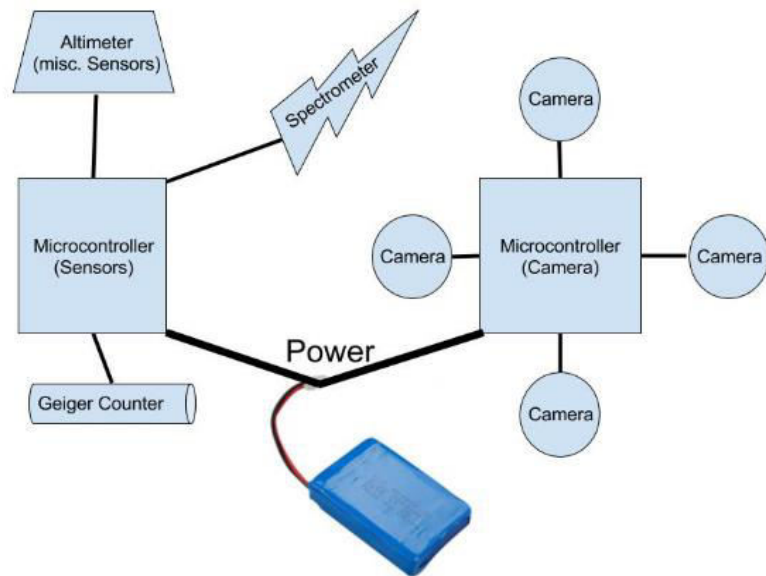 Altimeter
(misc. Sensors)
Spectrometer
Camera
Microcontroller
(Sensors)
Camera
Microcontroller
(Camera)
Camera
Power
Geiger Counter
Camera